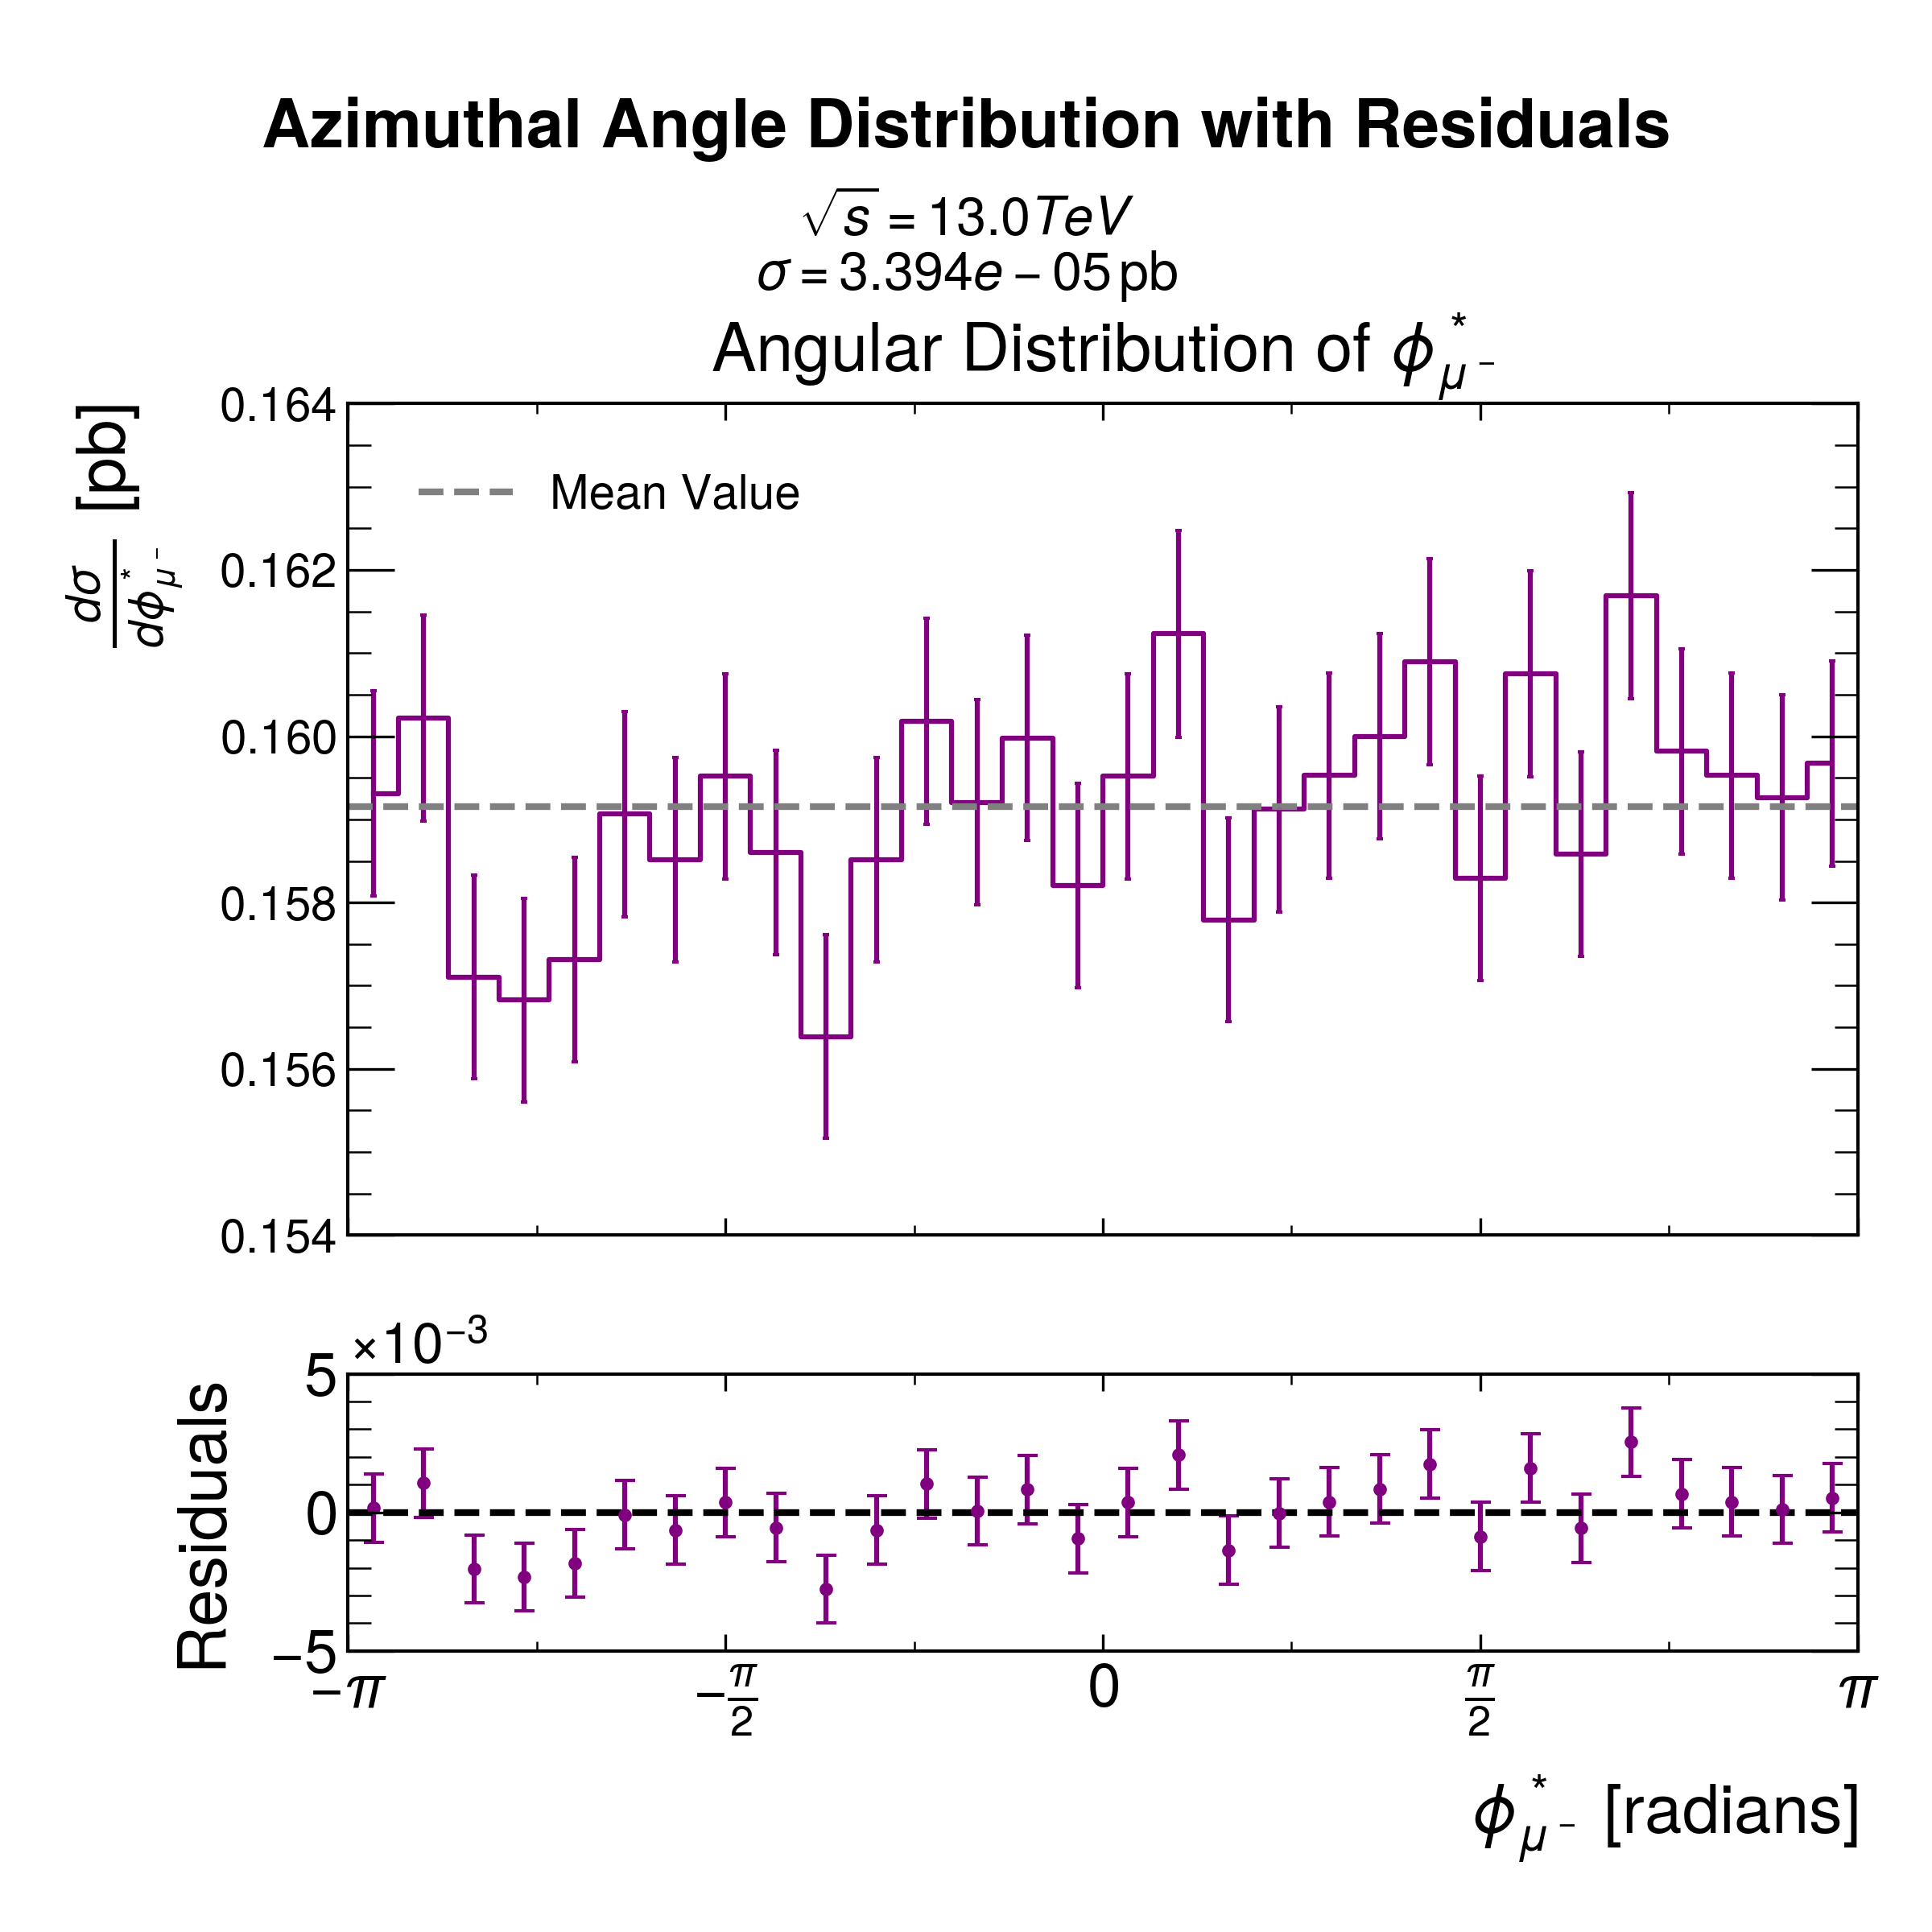 Azimuthal Angle Distribution with Residuals
√s = 13.0TeV
σ = 3.394e − 05 pb
Angular Distribution of ϕ*μ⁻
dσ/dϕ*μ⁻ [pb]
0.164
0.162
0.160
0.158
0.156
0.154
Mean Value
×10⁻³
Residuals
5
0
−5
−π
−π/2
0
π/2
π
ϕ*μ⁻ [radians]